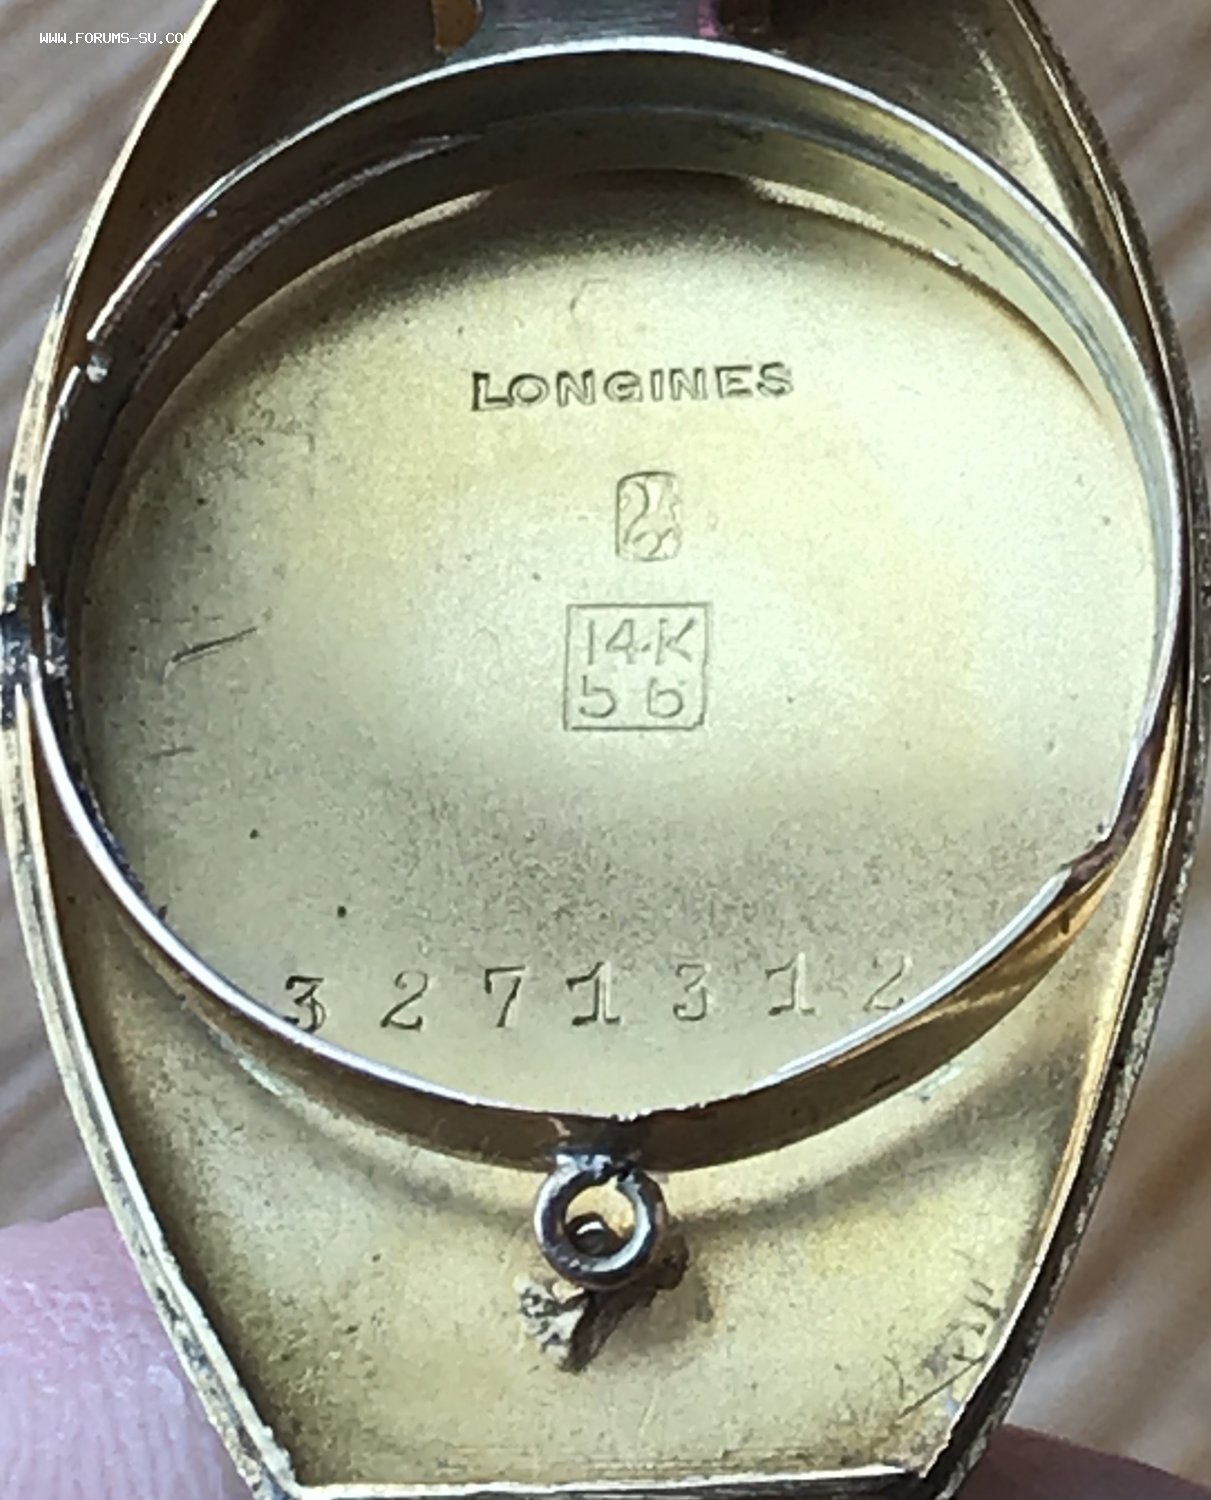 WWW.FORUMS-SU.COM
LONGINES
14K
56
3271312